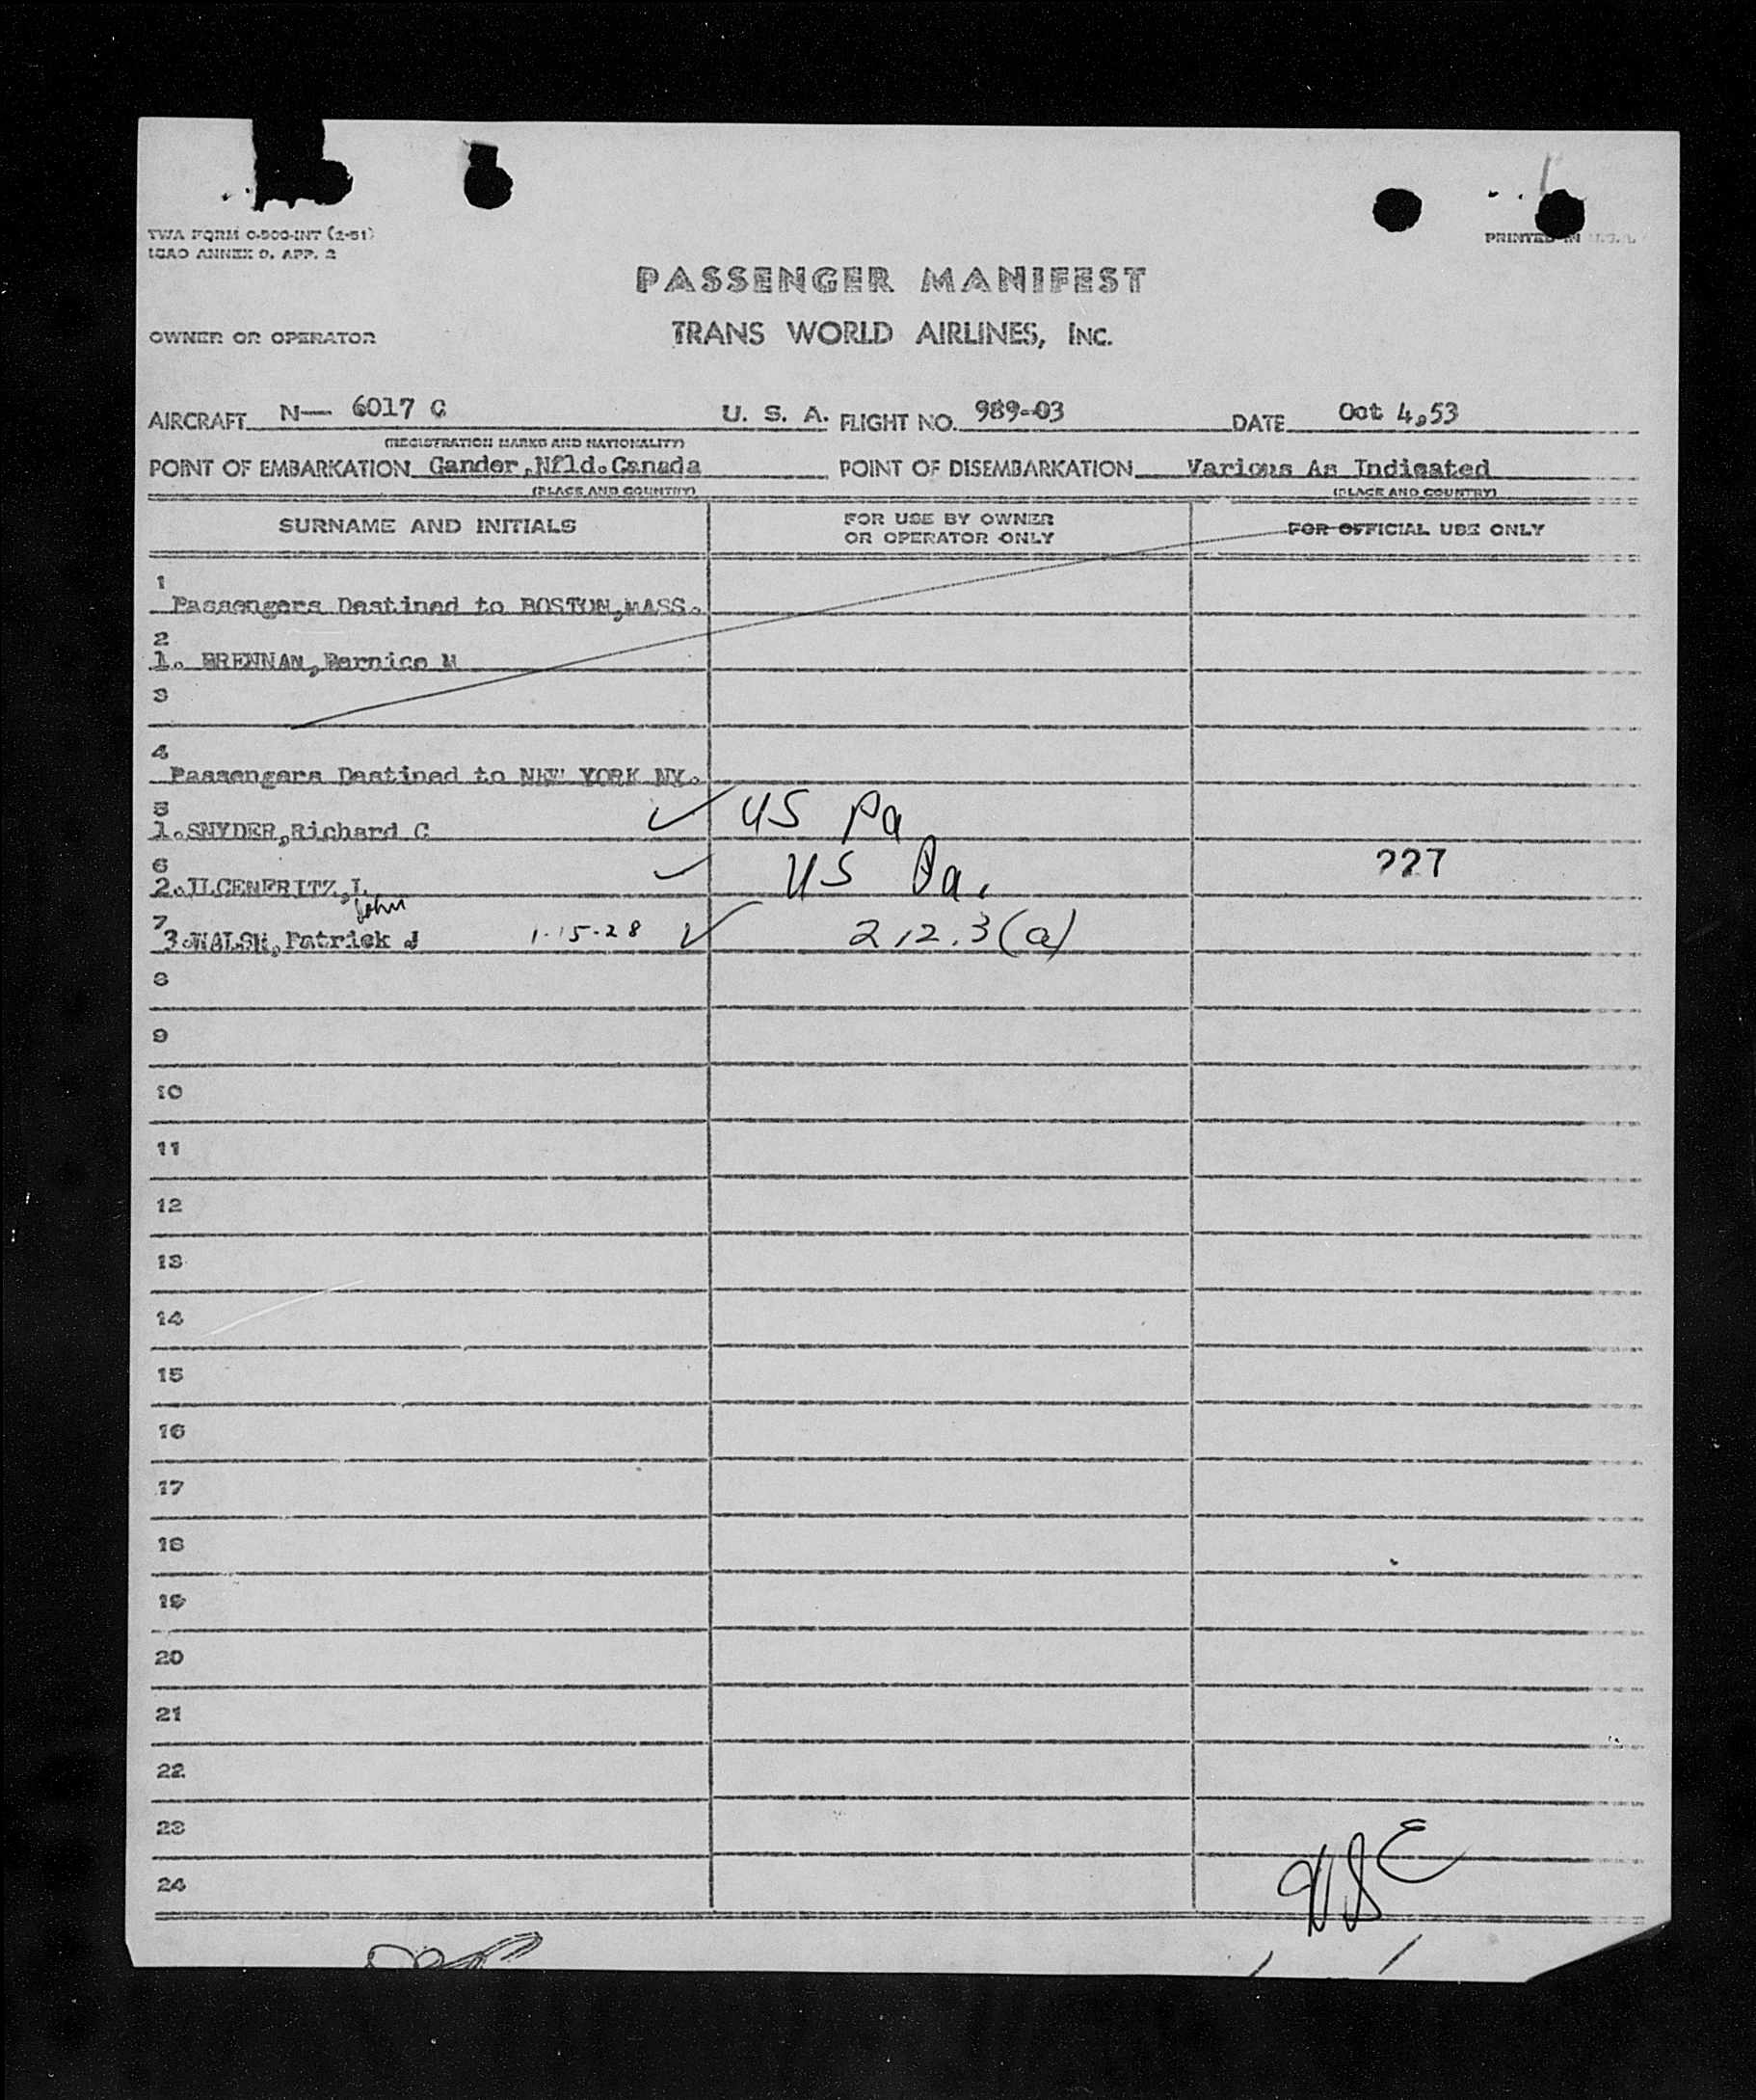 TWA FORM O-500-INT (2-51)
ICAO ANNEX 9, APP. 2
PRINTED IN U.S.A.
PASSENGER MANIFEST
OWNER OR OPERATOR
TRANS WORLD AIRLINES, INC.
AIRCRAFT N— 6017 C U. S. A. FLIGHT NO. 989-03 DATE Oct 4,53
(REGISTRATION MARKS AND NATIONALITY)
POINT OF EMBARKATION Gander,Nfld.Canada POINT OF DISEMBARKATION Various As Indicated
(PLACE AND COUNTRY) (PLACE AND COUNTRY)
SURNAME AND INITIALS
FOR USE BY OWNER
OR OPERATOR ONLY
FOR OFFICIAL USE ONLY
1
Passengers Destined to BOSTON,MASS.
2
1. BRENNAN,Bernice M
3
4
Passengers Destined to NEW YORK NY.
5
1.SNYDER,Richard C ✓ US Pa
6
2.ILGENFRITZ,L ✓ US Pa. 227
John
7
3.WALSH,Patrick J 1-15-28 ✓ 212.3(a)
8
9
10
11
12
13
14
15
16
17
18
19
20
21
22
23
24